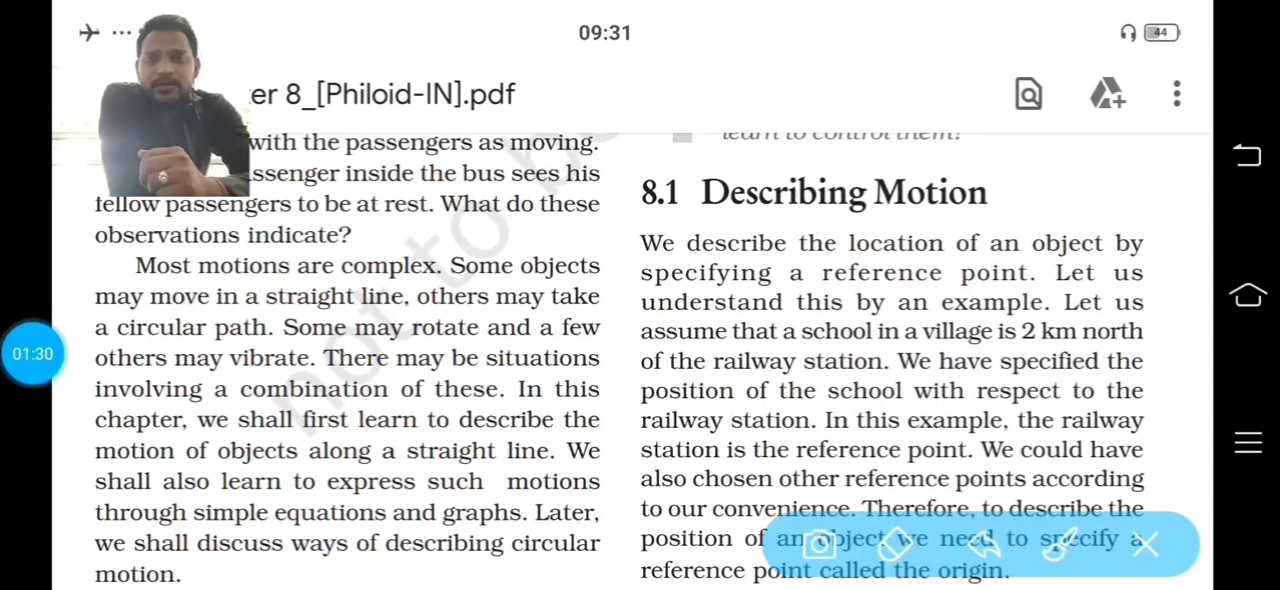 09:31
44
er 8_[Philoid-IN].pdf
with the passengers as moving.
ssenger inside the bus sees his
fellow passengers to be at rest. What do these
observations indicate?
Most motions are complex. Some objects
may move in a straight line, others may take
a circular path. Some may rotate and a few
others may vibrate. There may be situations
involving a combination of these. In this
chapter, we shall first learn to describe the
motion of objects along a straight line. We
shall also learn to express such motions
through simple equations and graphs. Later,
we shall discuss ways of describing circular
motion.
learn to control them?
8.1 Describing Motion
We describe the location of an object by
specifying a reference point. Let us
understand this by an example. Let us
assume that a school in a village is 2 km north
of the railway station. We have specified the
position of the school with respect to the
railway station. In this example, the railway
station is the reference point. We could have
also chosen other reference points according
to our convenience. Therefore, to describe the
position of an object we need to specify a
reference point called the origin.
01:30
not to b